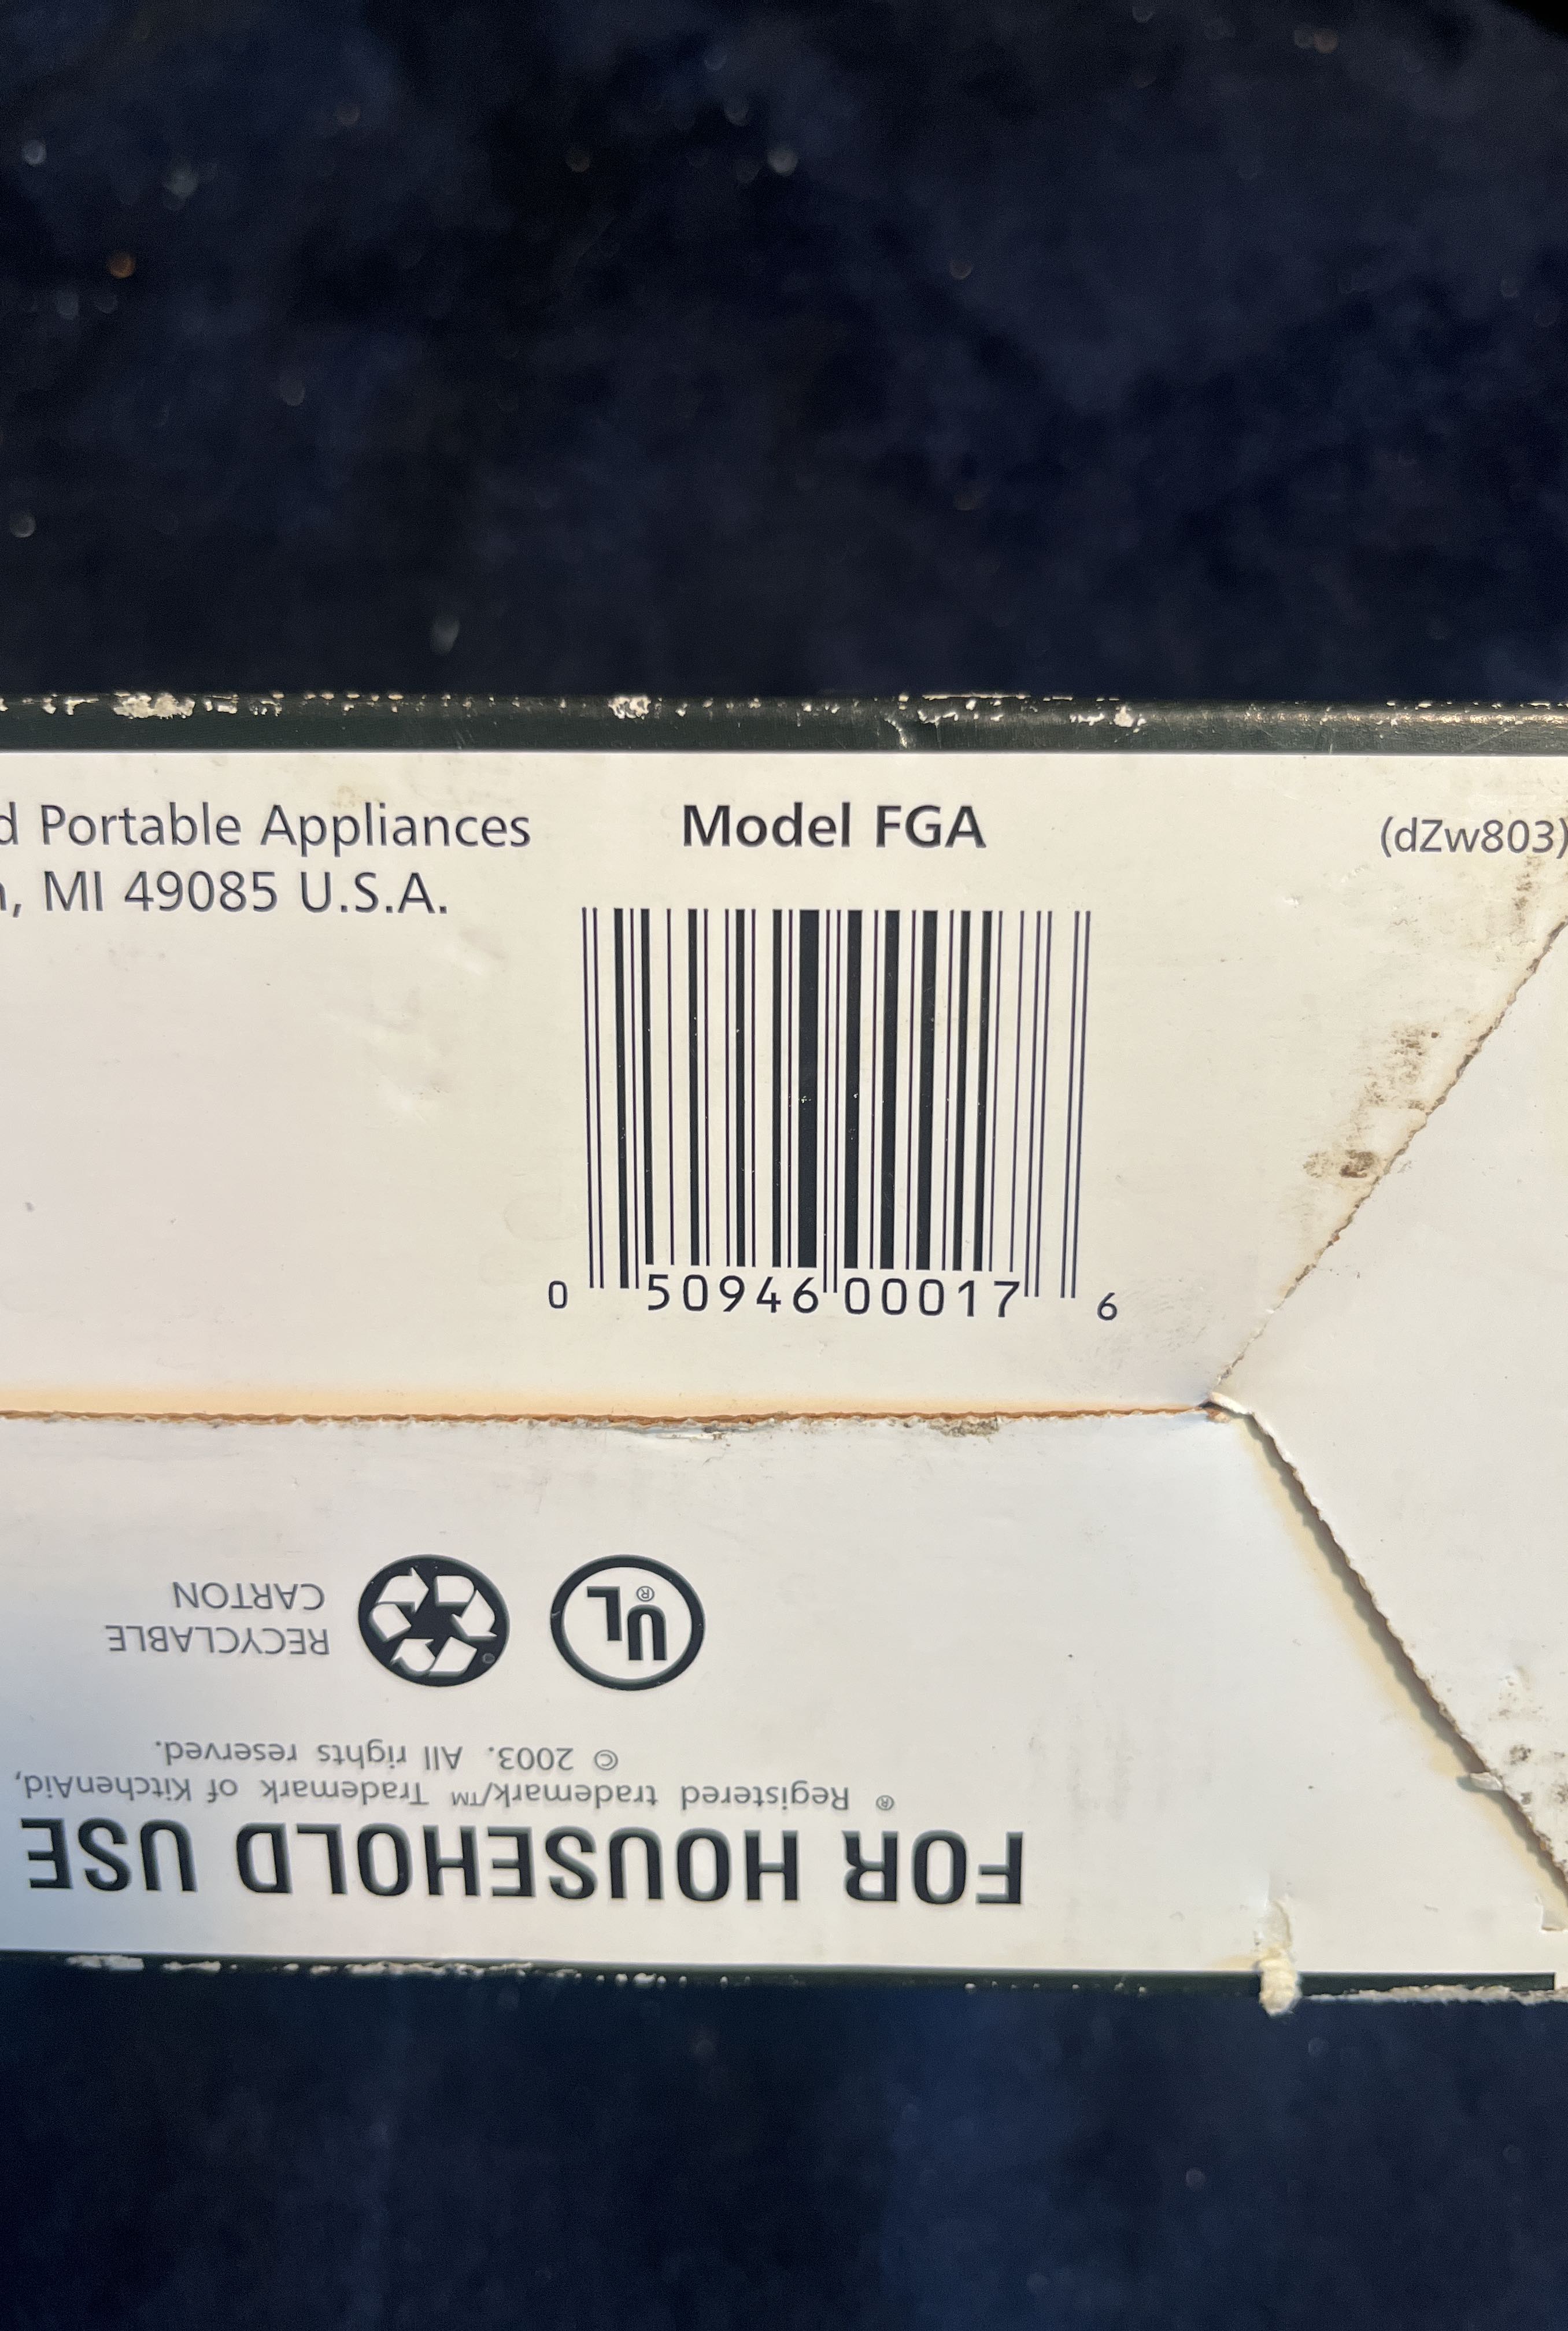 d Portable Appliances
, MI 49085 U.S.A.
Model FGA
(dZw803)
0 50946 00017 6
UL®
RECYCLABLE
CARTON
FOR HOUSEHOLD USE
® Registered trademark/™ Trademark of KitchenAid,
© 2003. All rights reserved.